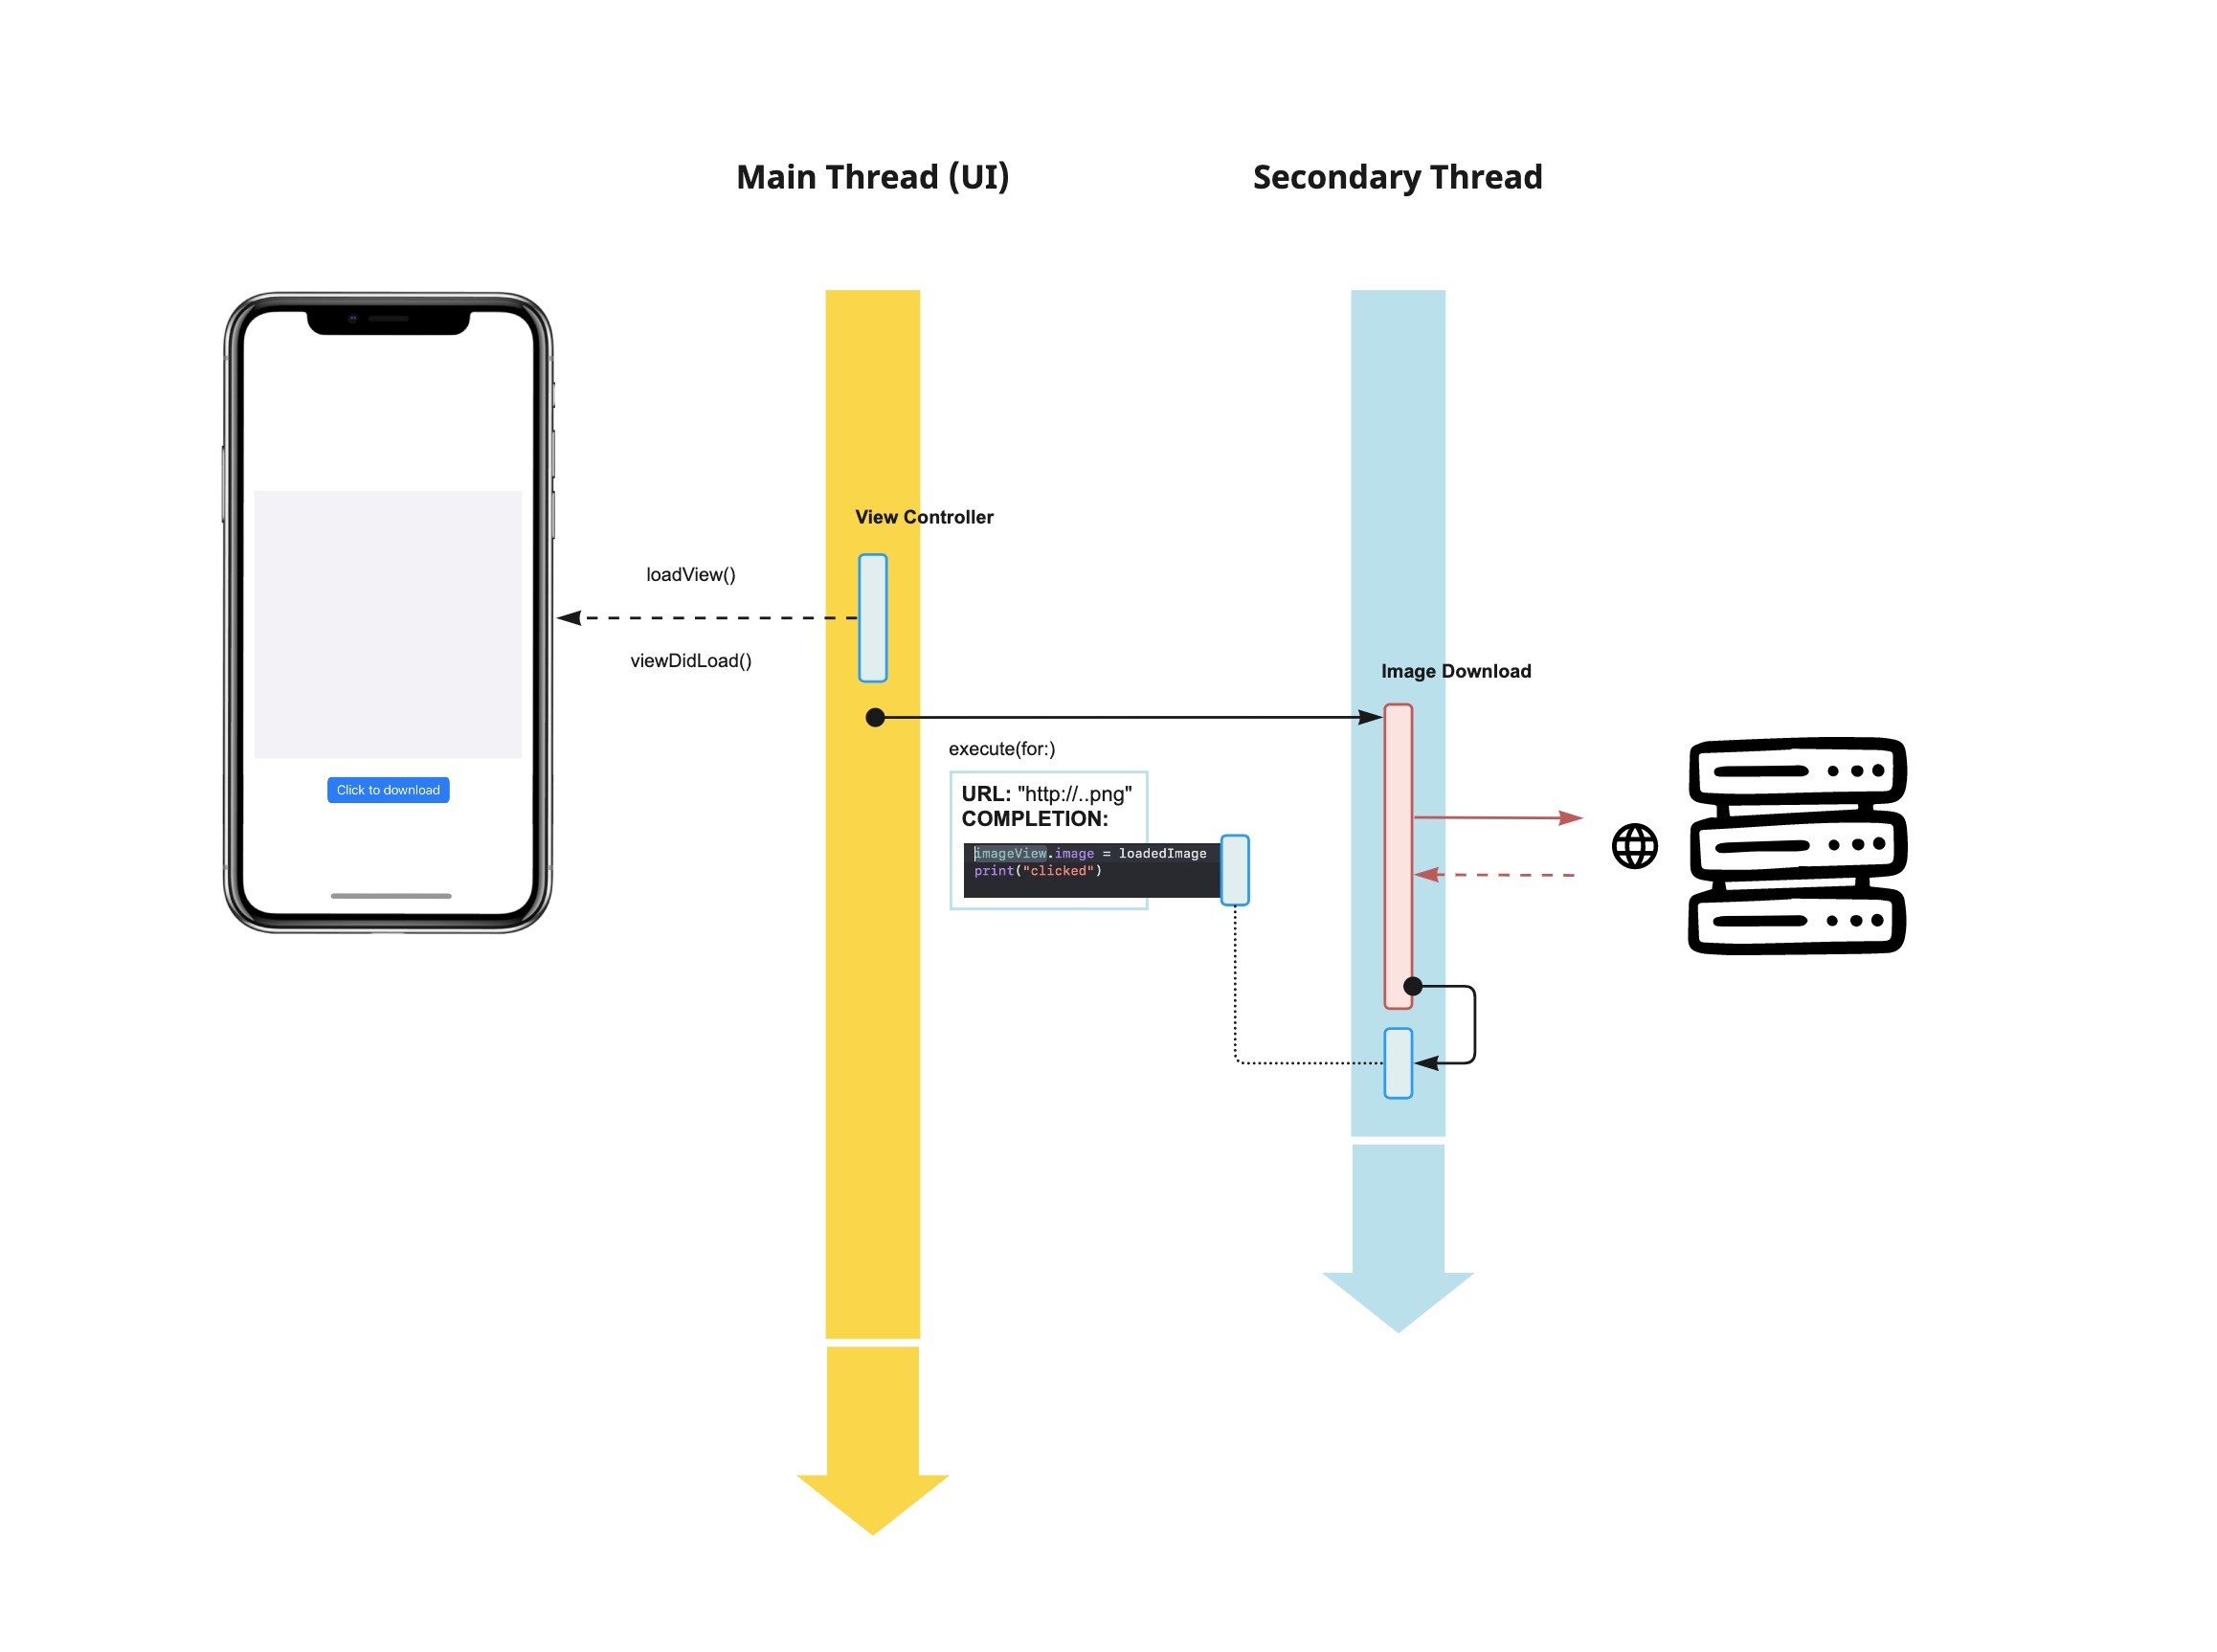 Main Thread (UI)
Secondary Thread
View Controller
loadView()
viewDidLoad()
Image Download
execute(for:)
URL: "http://..png"
COMPLETION:
imageView.image = loadedImage
print("clicked")
Click to download